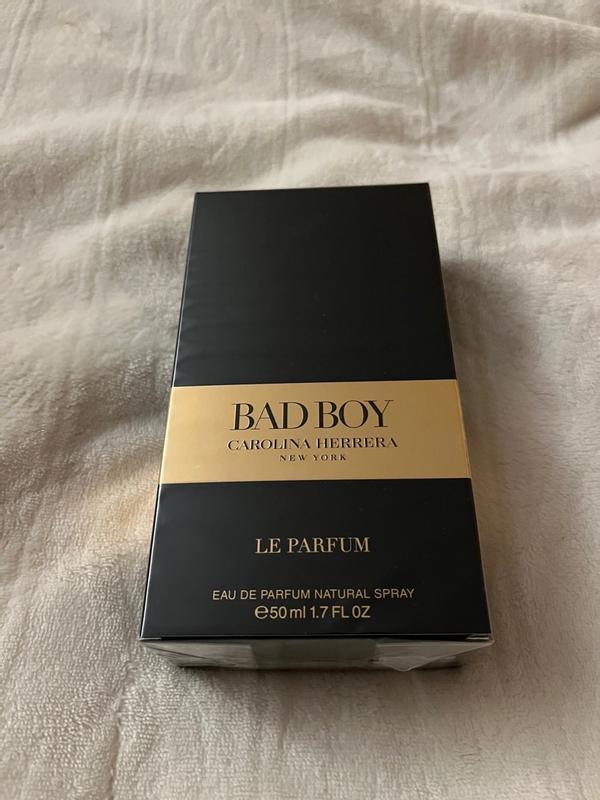 BAD BOY
CAROLINA HERRERA
NEW YORK
LE PARFUM
EAU DE PARFUM NATURAL SPRAY
℮50 ml 1.7 FL OZ